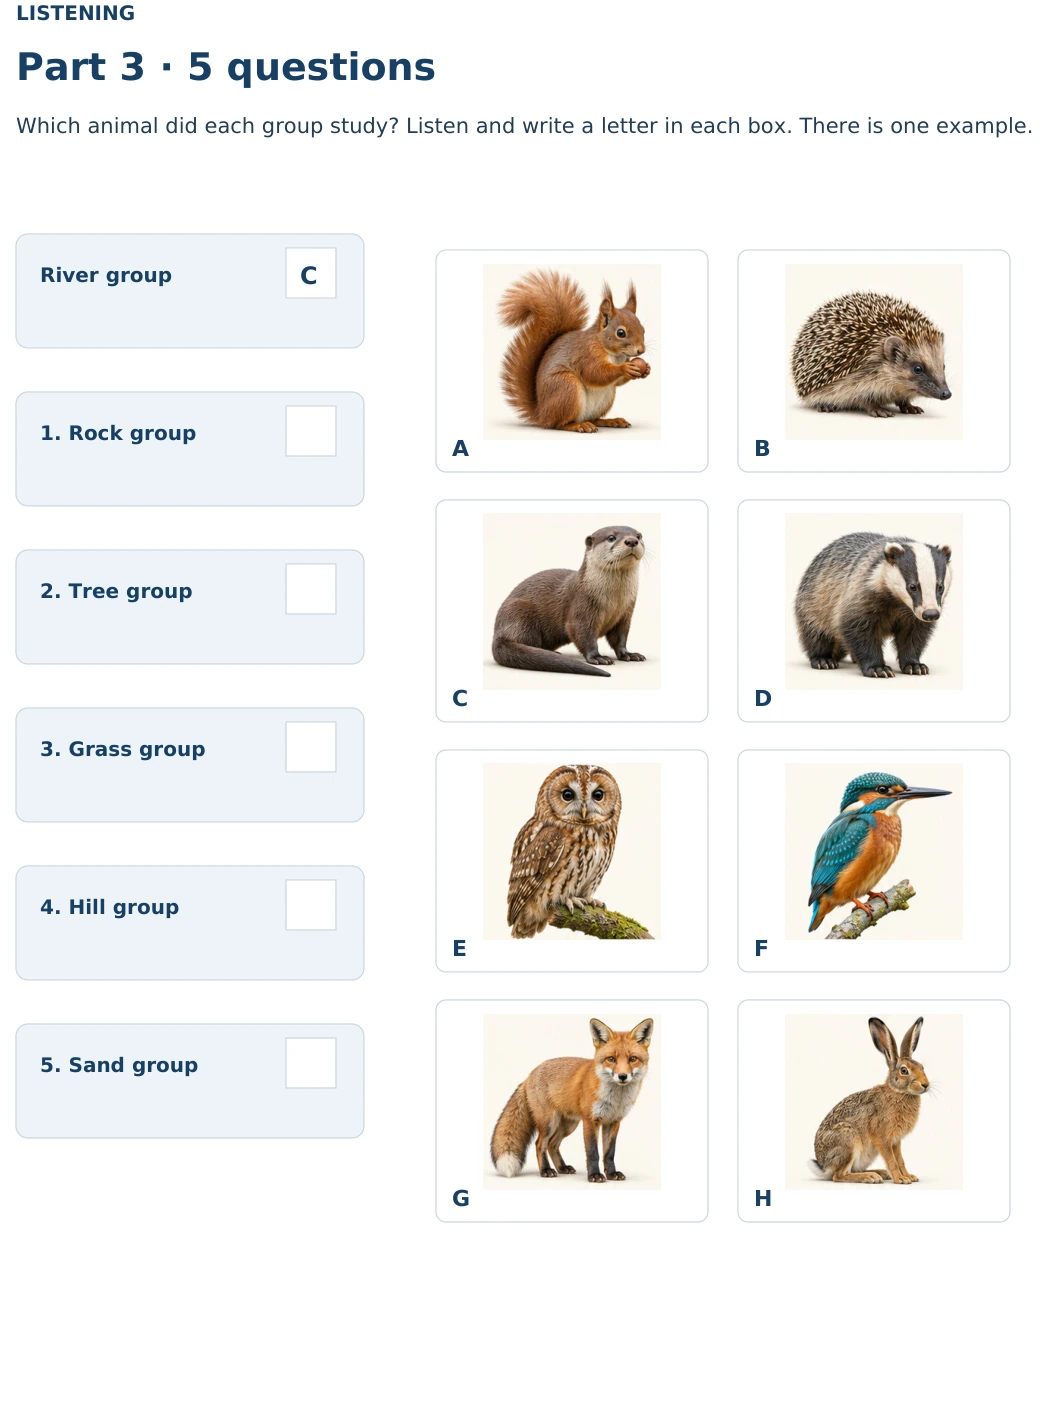 LISTENING
Part 3 · 5 questions
Which animal did each group study? Listen and write a letter in each box. There is one example.
River group
C
1. Rock group
2. Tree group
3. Grass group
4. Hill group
5. Sand group
A
B
C
D
E
F
G
H